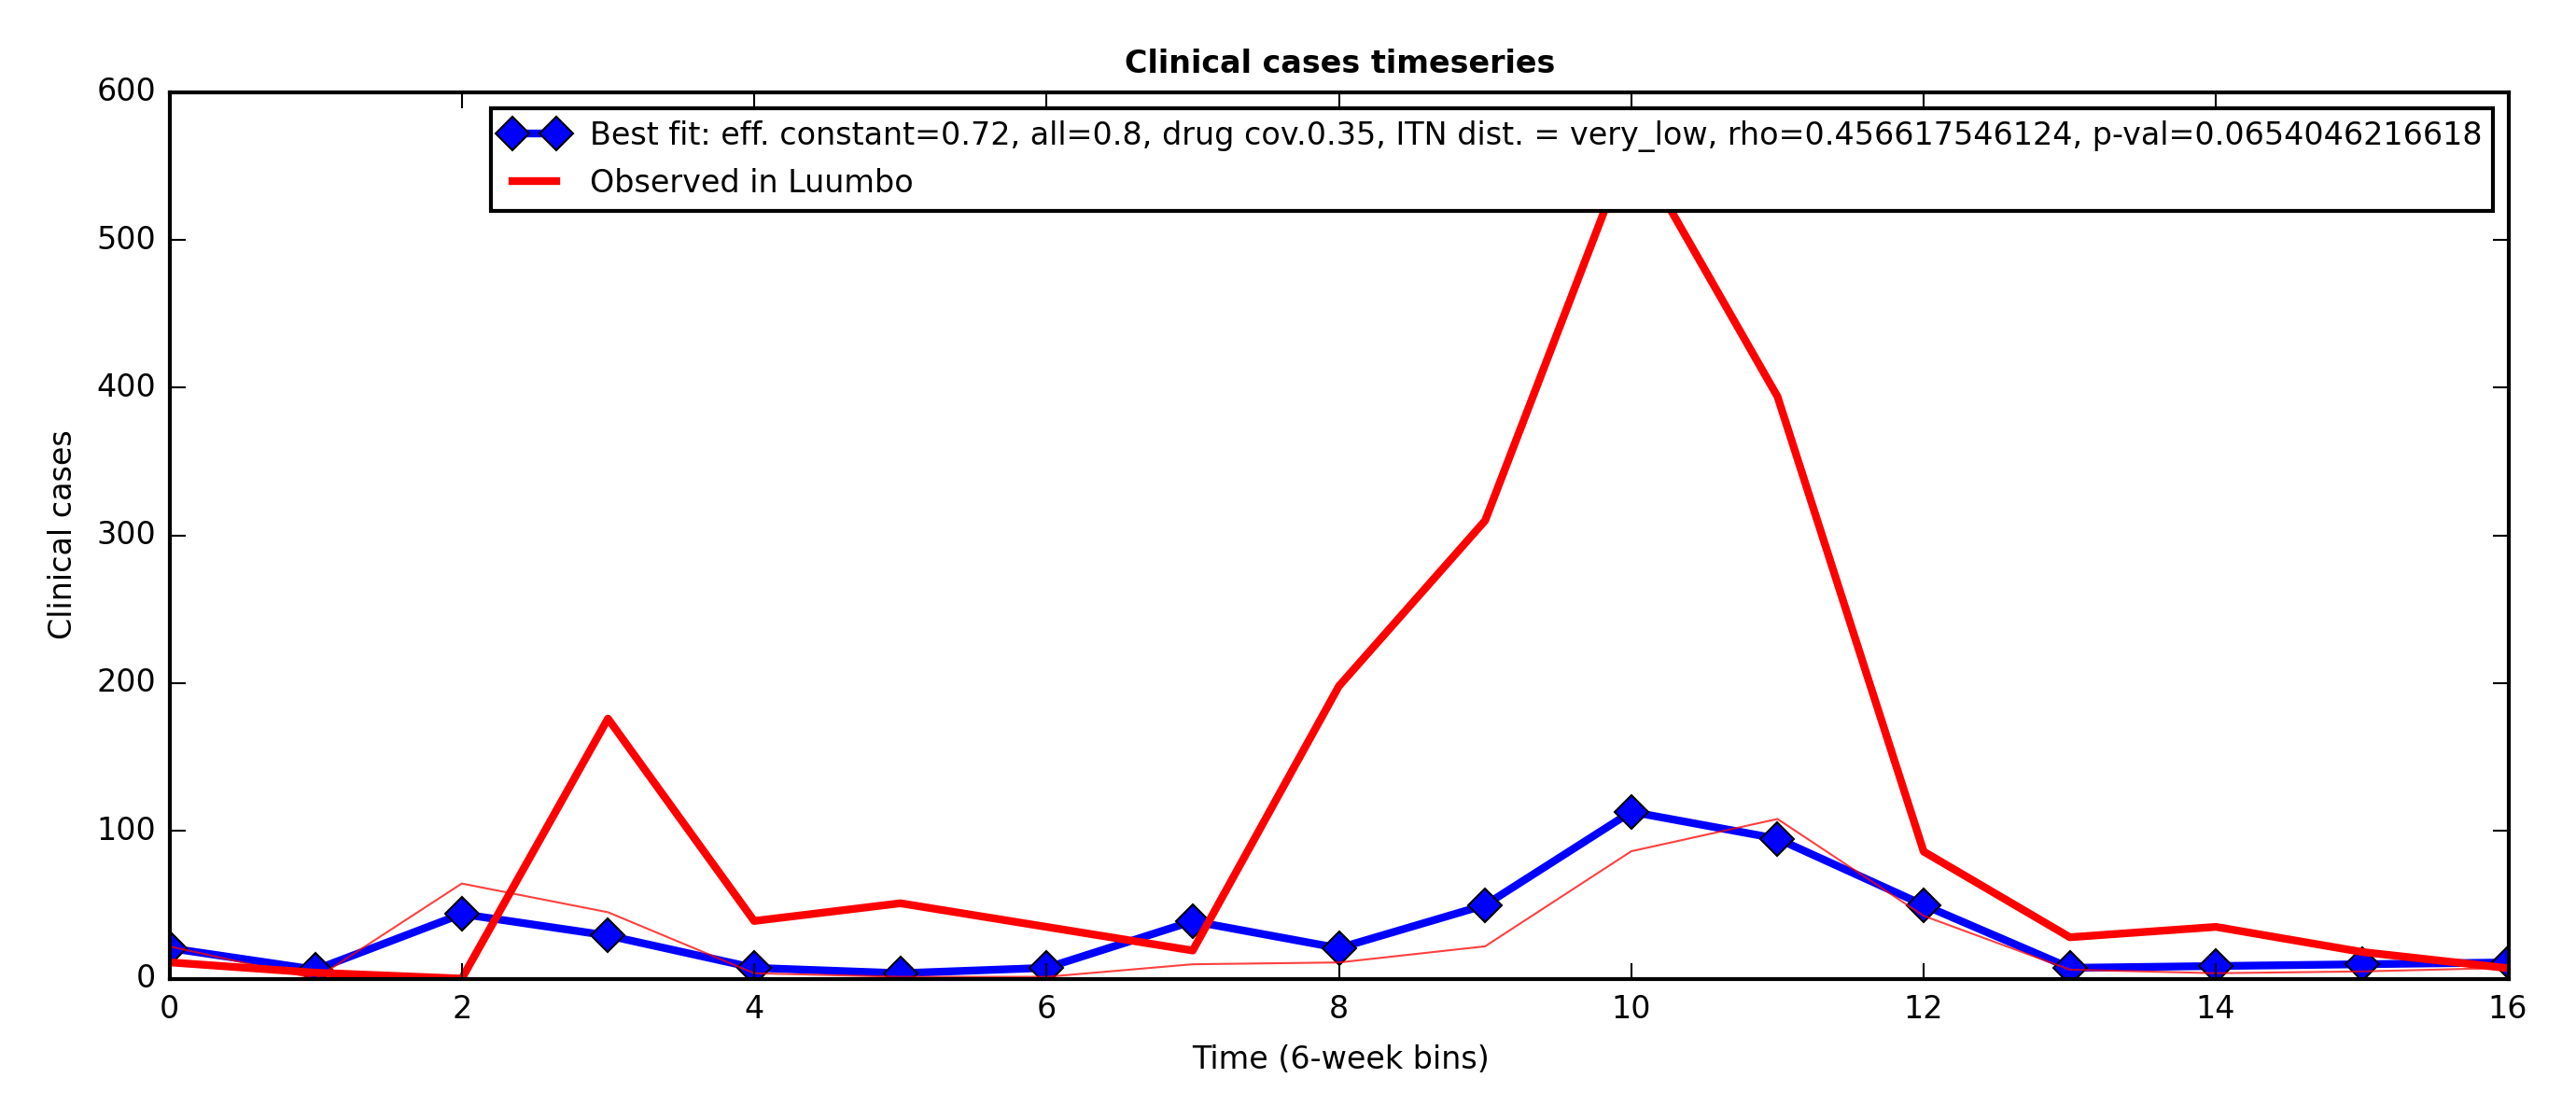 Clinical cases timeseries
Best fit: eff. constant=0.72, all=0.8, drug cov.0.35, ITN dist. = very_low, rho=0.456617546124, p-val=0.0654046216618
Observed in Luumbo
600
500
400
300
200
100
0
Clinical cases
0 2 4 6 8 10 12 14 16
Time (6-week bins)